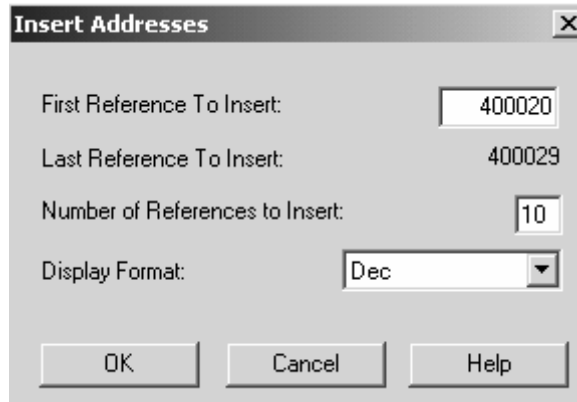 Insert Addresses
First Reference To Insert: 400020
Last Reference To Insert: 400029
Number of References to Insert: 10
Display Format: Dec
OK Cancel Help